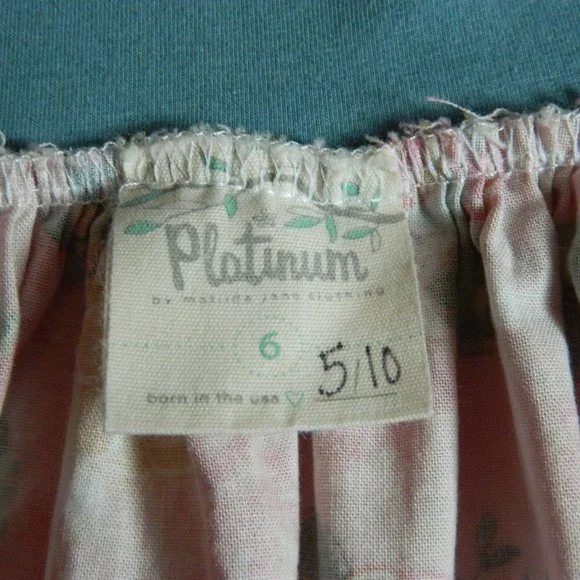 Platinum
by matilda jane clothing
6
born in the usa 5/10